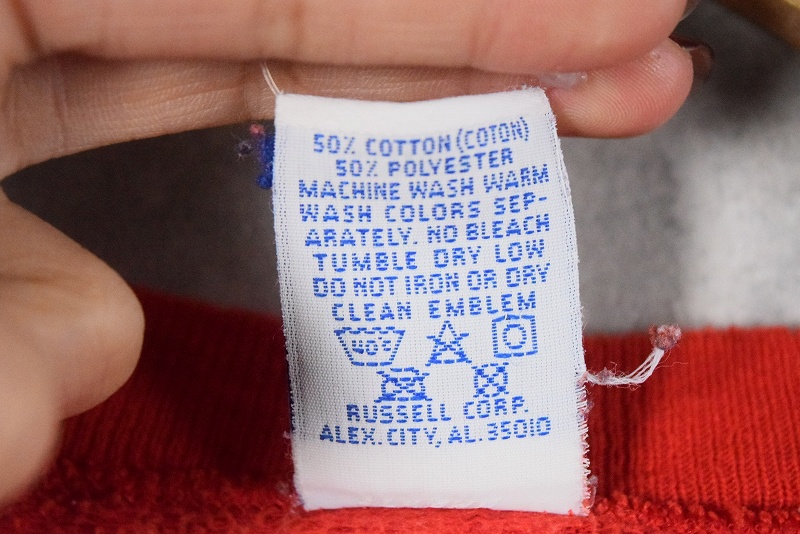 50% COTTON (COTON)
50% POLYESTER
MACHINE WASH WARM
WASH COLORS SEP-
ARATELY. NO BLEACH
TUMBLE DRY LOW
DO NOT IRON OR DRY
CLEAN EMBLEM
40°
RUSSELL CORP.
ALEX. CITY, AL. 35010